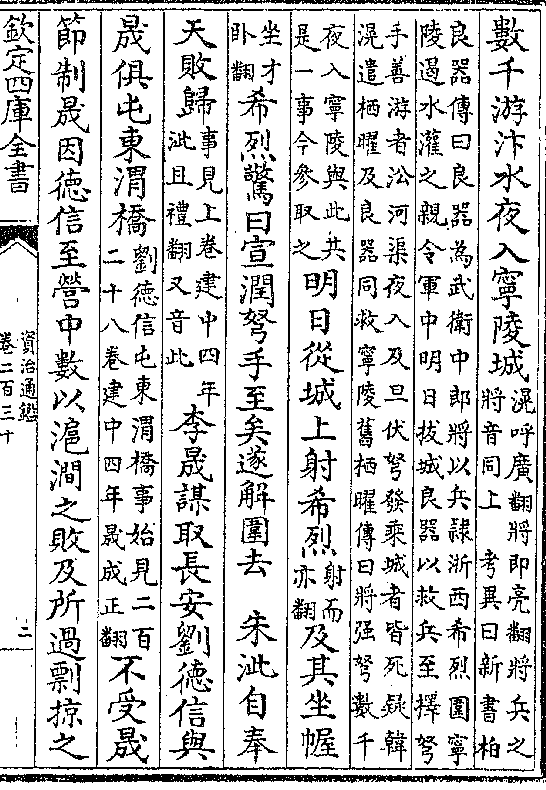 數千游汴水夜入寧陵城滉呼廣翻將即亮翻將兵之將音同上 考異曰新書柏
良器傳曰良器為武衛中郎將以兵隷浙西希烈圍寧陵遏水灌之親令軍中明日拔城良器以救兵至擇弩
手善游者㳂河渠夜入及旦伏弩發乘城者皆死疑韓滉遣栖曜及良器同救寧陵舊栖曜傳曰將强弩數千
夜入寧陵與此共是一事今參取之明日從城上射希烈射而亦翻及其坐幄
坐才卧翻希烈驚曰宣潤弩手至矣遂解圍去 朱泚自奉
天敗歸事見上卷建中四年泚且禮翻又音此 李晟謀取長安劉德信與
晟俱屯東渭橋劉德信屯東渭橋事始見二百二十八卷建中四年晟成正翻不受晟
節制晟因德信至營中數以滬澗之敗及所過剽掠之
欽定四庫全書
資治通鑑
卷二百三十
二